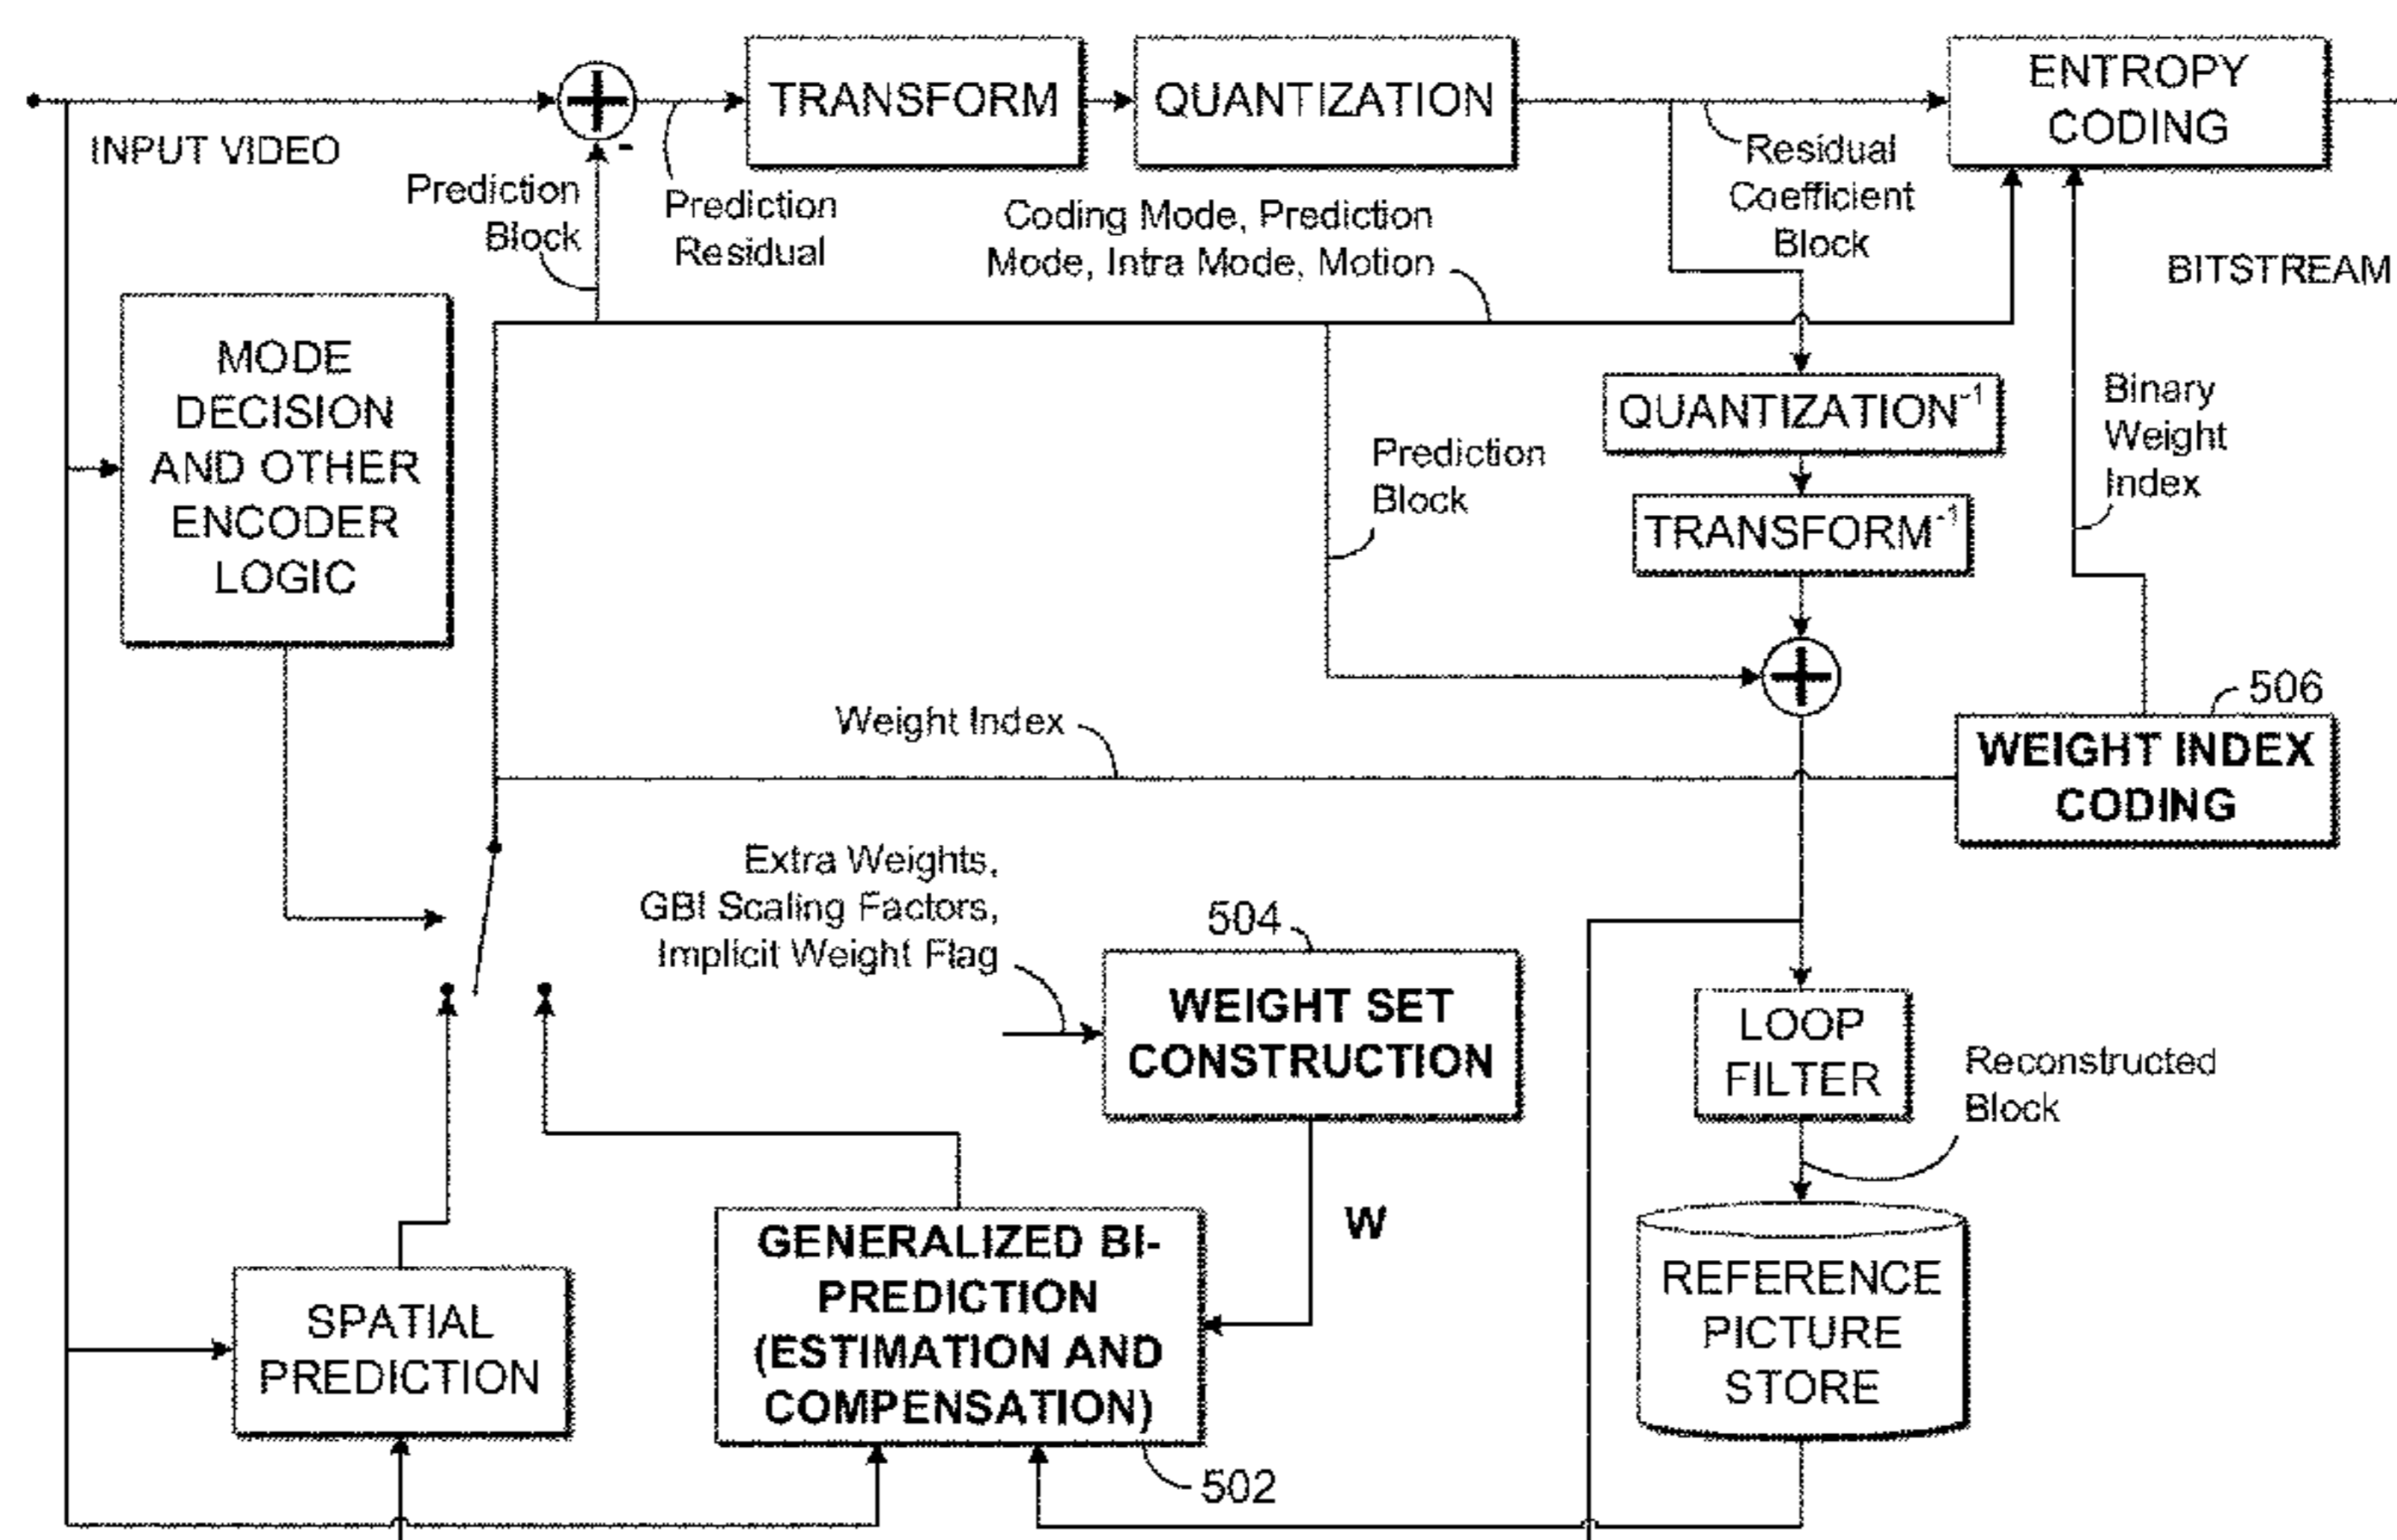 TRANSFORM
QUANTIZATION
ENTROPY
CODING
INPUT VIDEO
-
Prediction
Block
Prediction
Residual
Coding Mode, Prediction
Mode, Intra Mode, Motion
Residual
Coefficient
Block
BITSTREAM
MODE
DECISION
AND OTHER
ENCODER
LOGIC
QUANTIZATION-1
Binary
Weight
Index
Prediction
Block
TRANSFORM-1
506
Weight Index
WEIGHT INDEX
CODING
Extra Weights,
GBI Scaling Factors,
Implicit Weight Flag
504
WEIGHT SET
CONSTRUCTION
LOOP
FILTER
Reconstructed
Block
W
GENERALIZED BI-
PREDICTION
(ESTIMATION AND
COMPENSATION)
SPATIAL
PREDICTION
REFERENCE
PICTURE
STORE
502